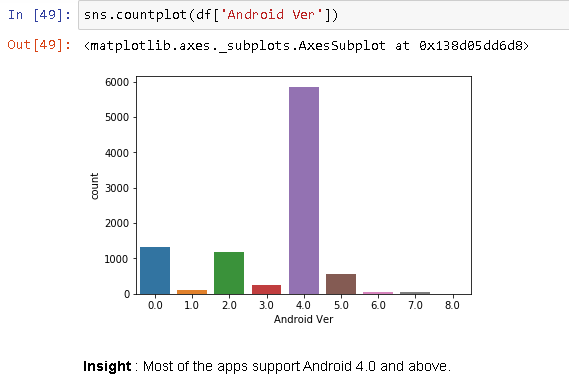 In [49]: sns.countplot(df['Android Ver'])
Out[49]: <matplotlib.axes._subplots.AxesSubplot at 0x138d05dd6d8>
6000
5000
4000
3000
2000
1000
0
count
0.0 1.0 2.0 3.0 4.0 5.0 6.0 7.0 8.0
Android Ver
Insight : Most of the apps support Android 4.0 and above.